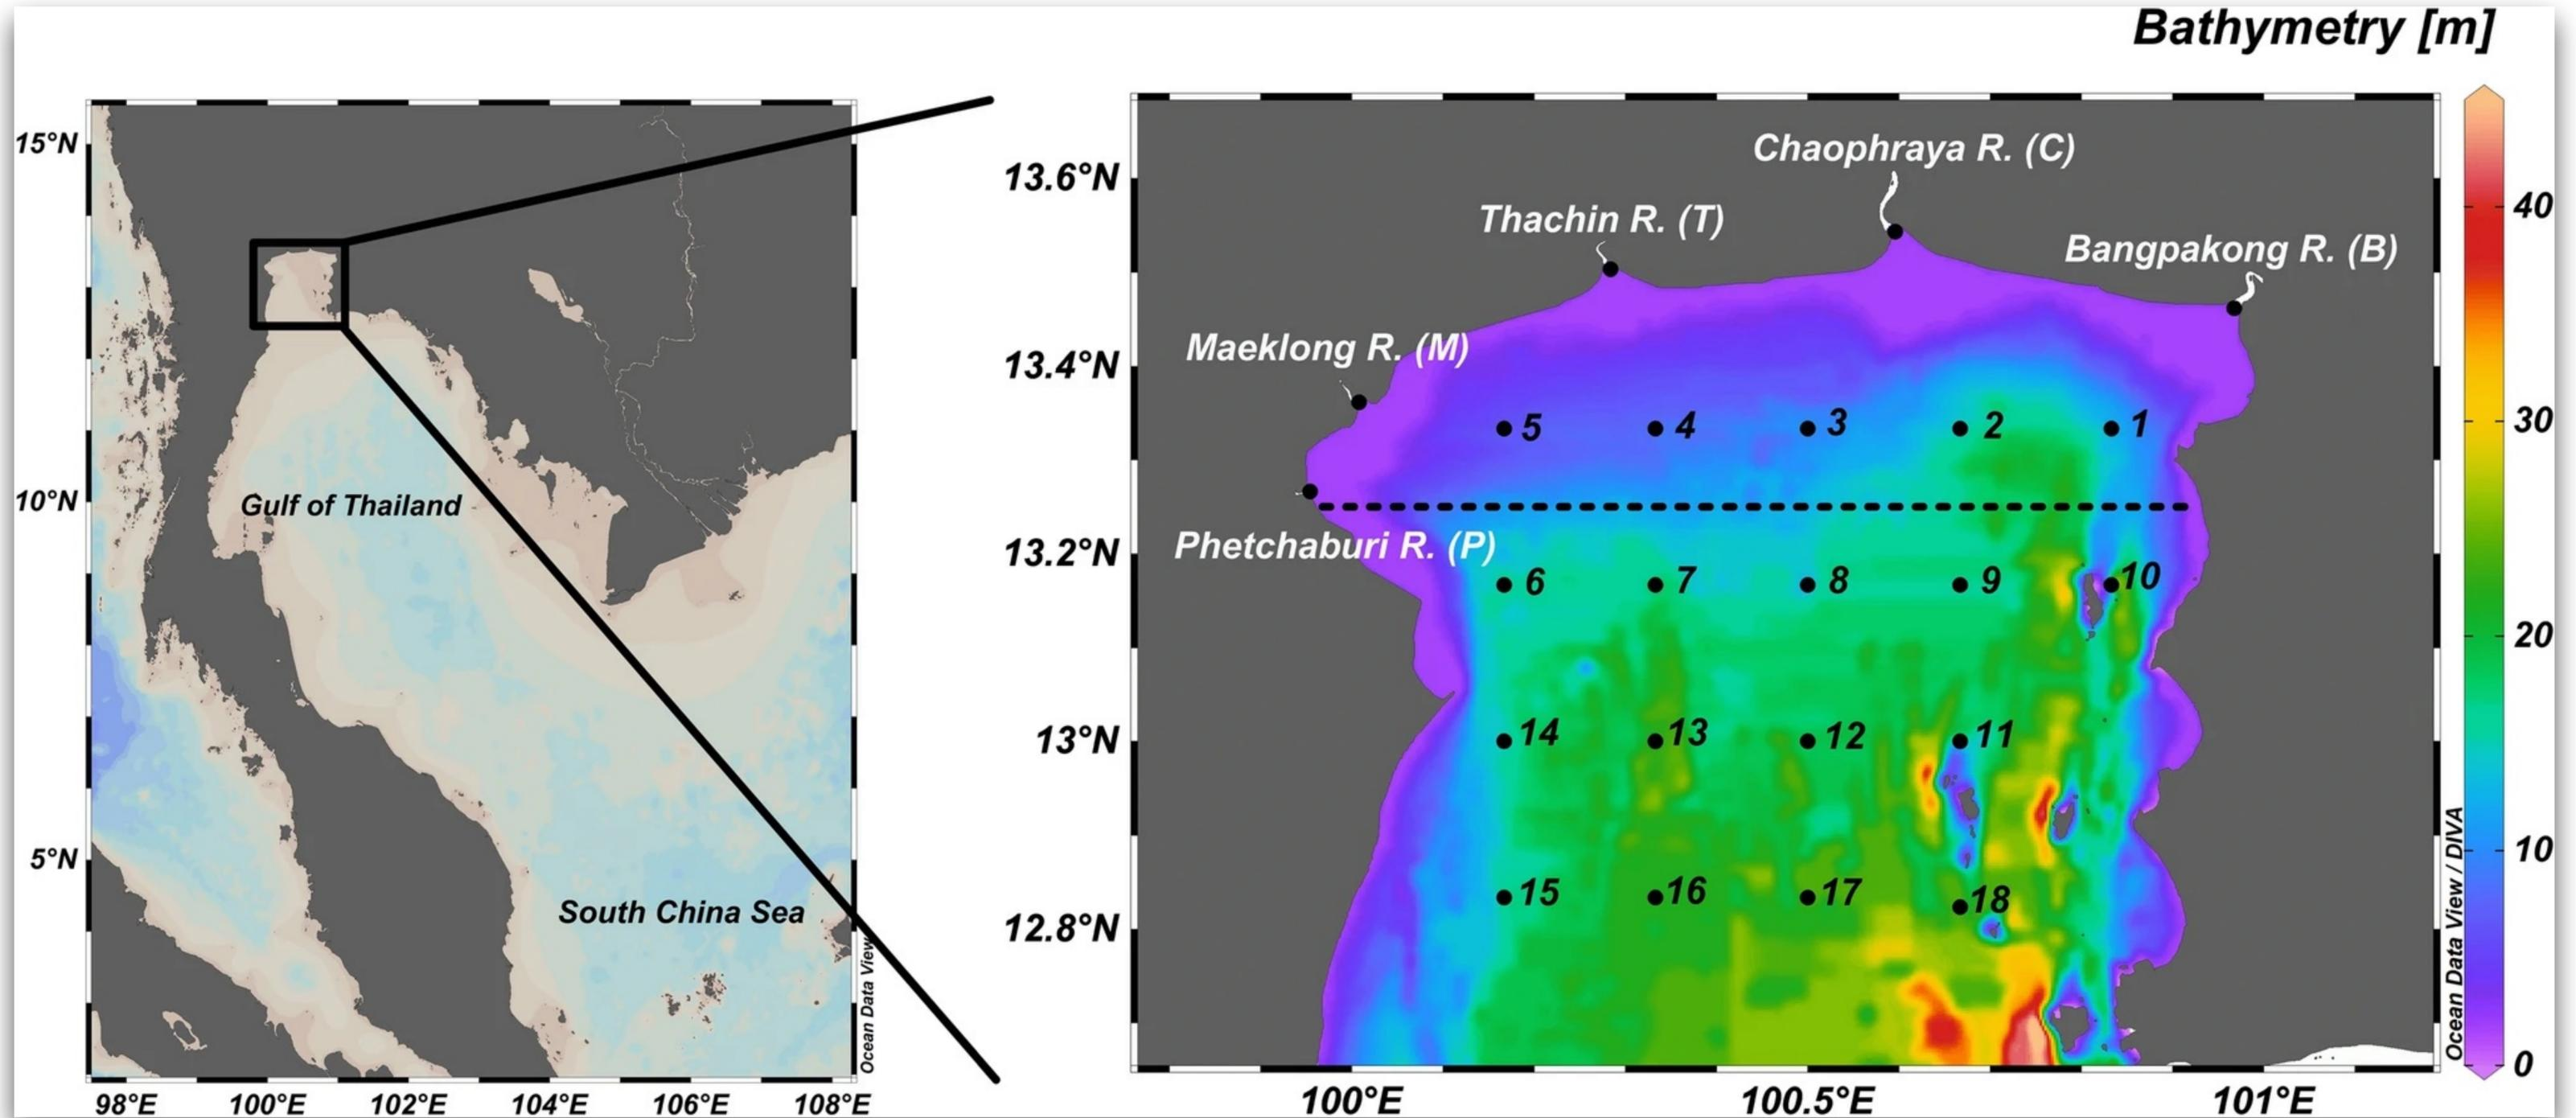 Bathymetry [m]
15°N
10°N
5°N
98°E
100°E
102°E
104°E
106°E
108°E
Gulf of Thailand
South China Sea
Ocean Data View
13.6°N
13.4°N
13.2°N
13°N
12.8°N
100°E
100.5°E
101°E
Chaophraya R. (C)
Thachin R. (T)
Bangpakong R. (B)
Maeklong R. (M)
Phetchaburi R. (P)
5
4
3
2
1
6
7
8
9
10
14
13
12
11
15
16
17
18
Ocean Data View / DIVA
40
30
20
10
0